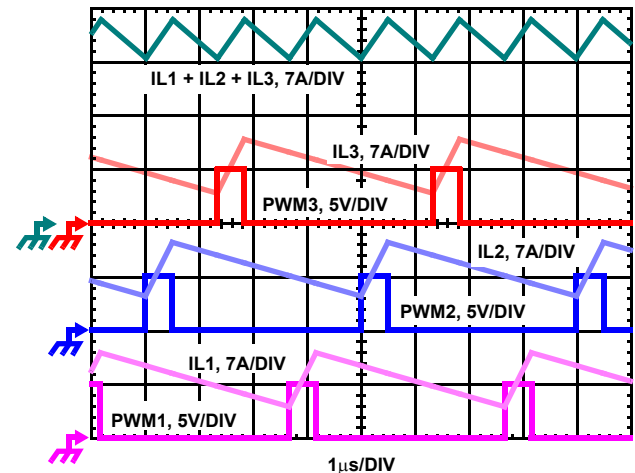 IL1 + IL2 + IL3, 7A/DIV
IL3, 7A/DIV
PWM3, 5V/DIV
IL2, 7A/DIV
PWM2, 5V/DIV
IL1, 7A/DIV
PWM1, 5V/DIV
1μs/DIV